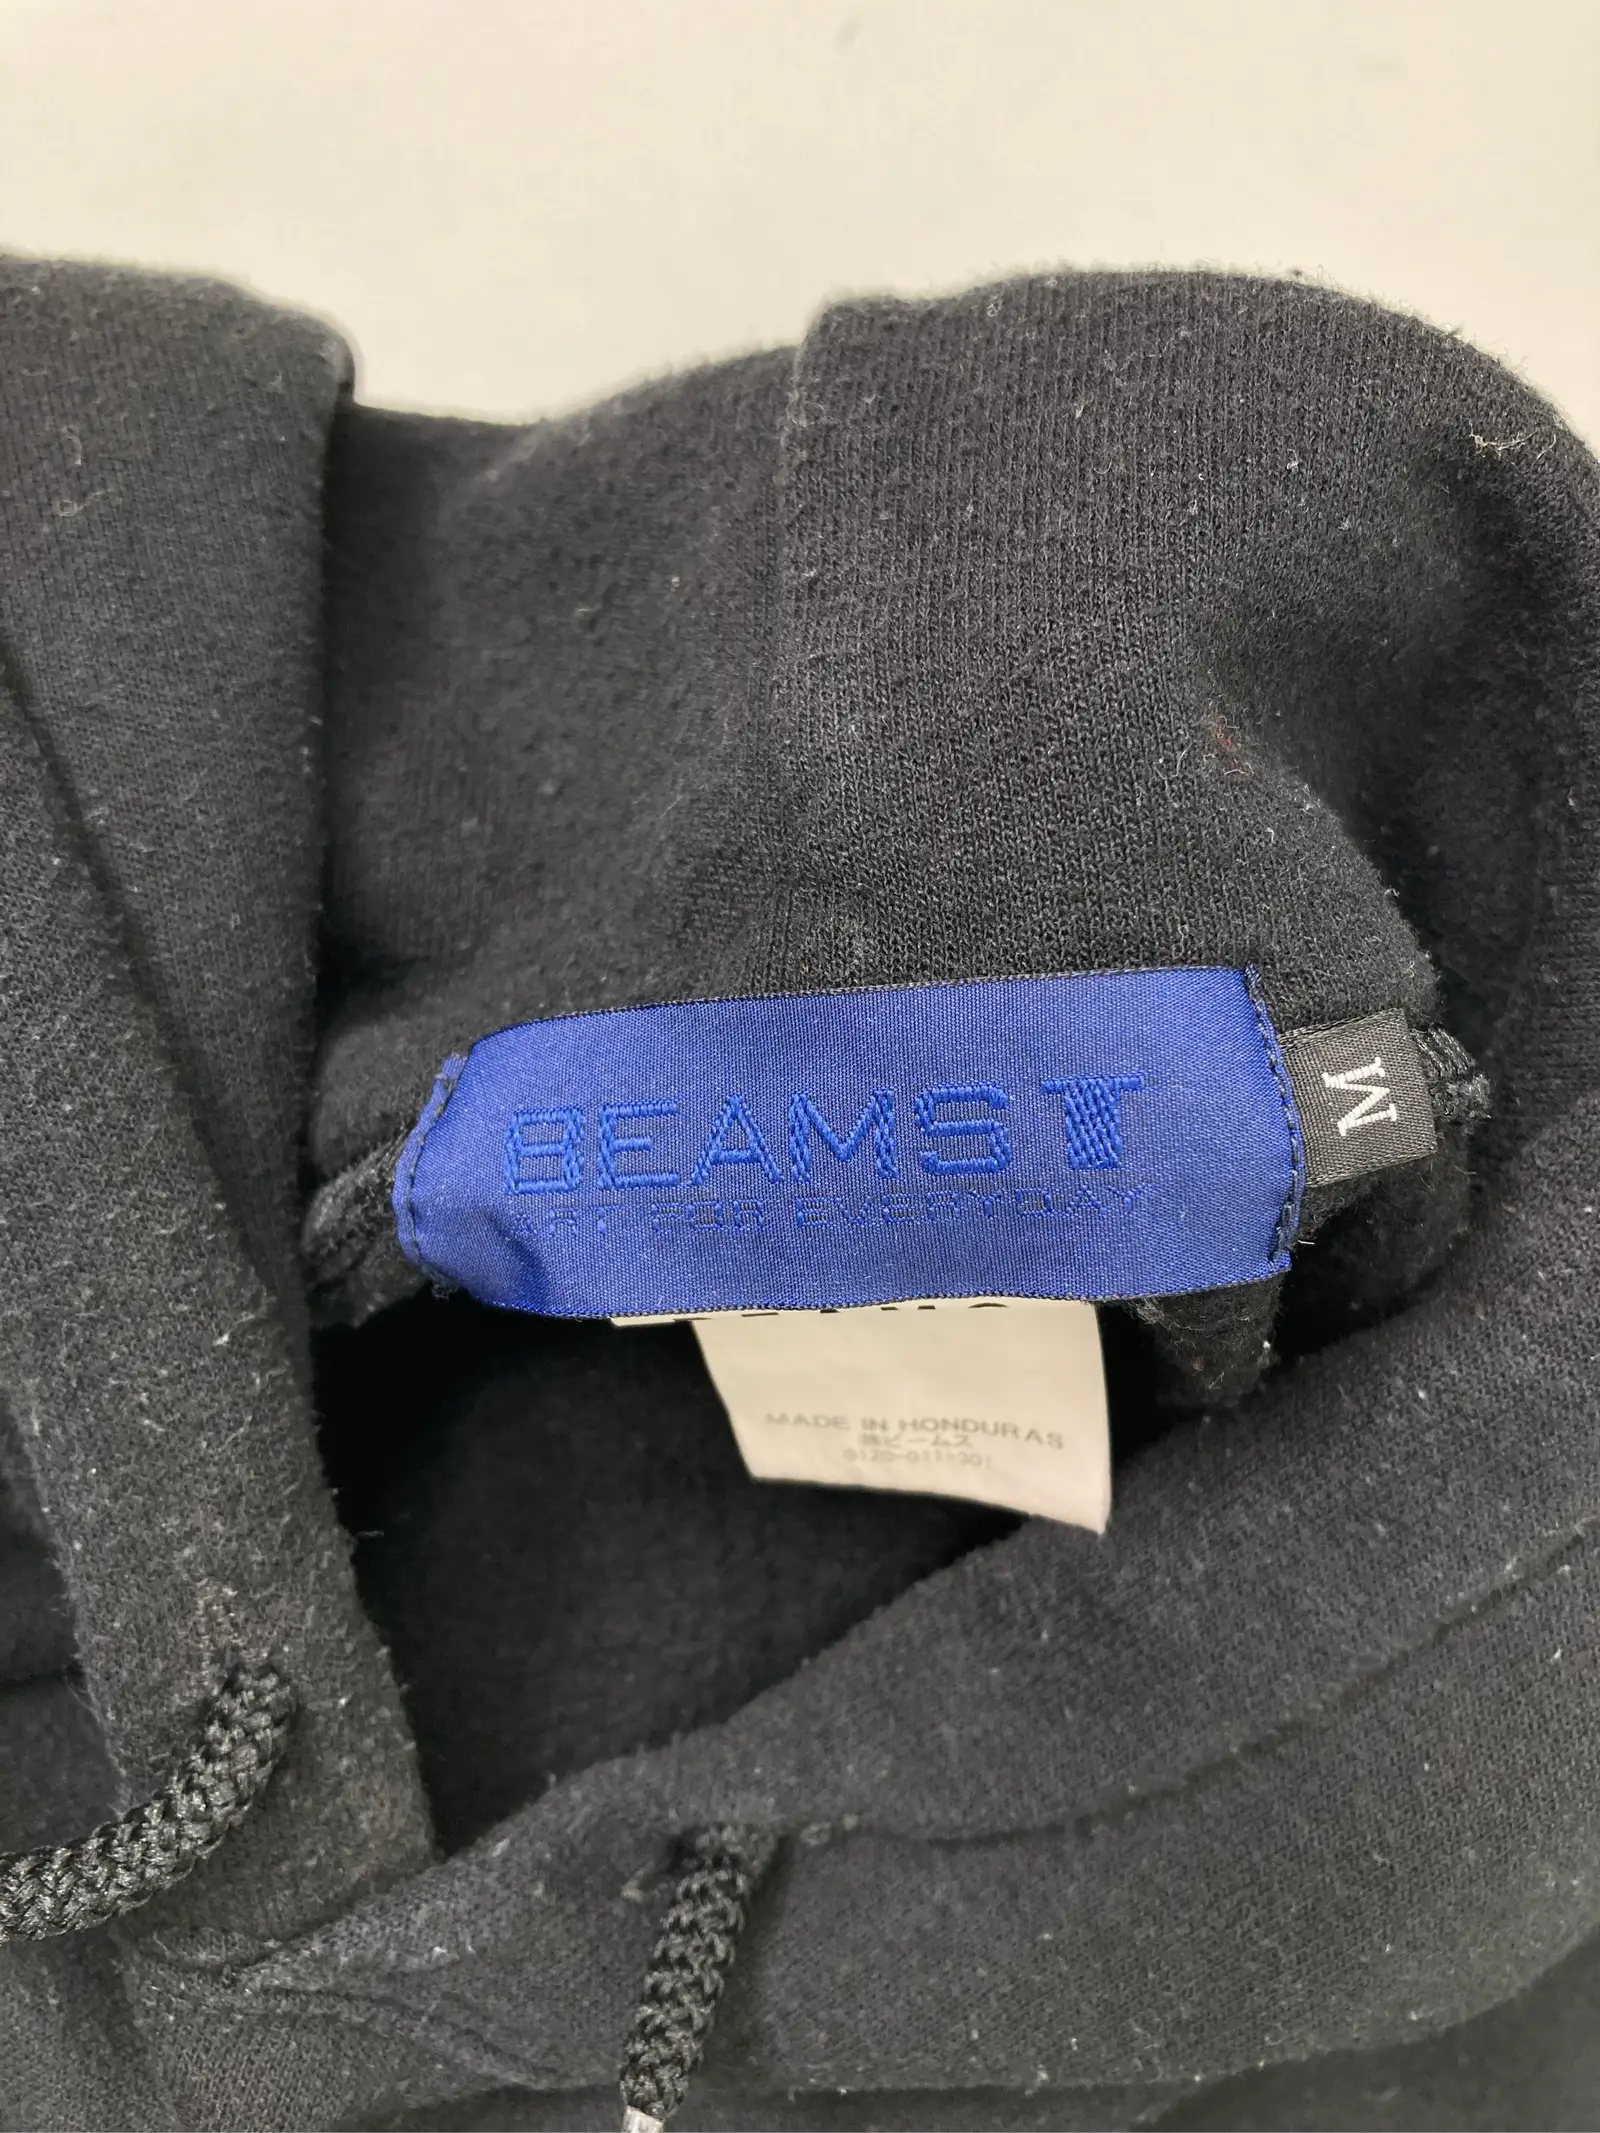 BEAMS T
ART FOR EVERYDAY
M
MADE IN HONDURAS
㈱ビームス
0120-011-301